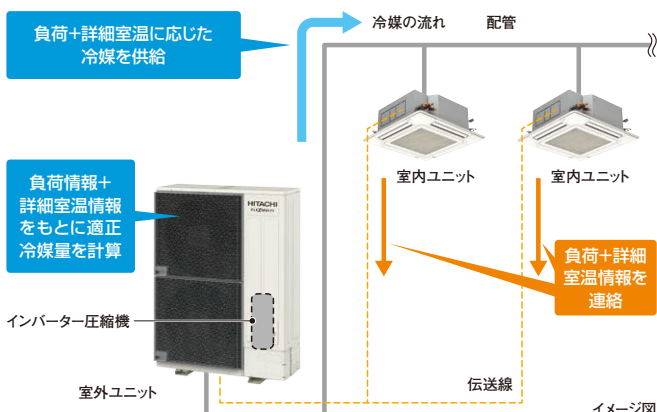 負荷+詳細室温に応じた
冷媒を供給
冷媒の流れ
配管
室内ユニット
室内ユニット
負荷情報+
詳細室温情報
をもとに適正
冷媒量を計算
HITACHI
負荷+詳細
室温情報を
連絡
インバーター圧縮機
室外ユニット
伝送線
イメージ図